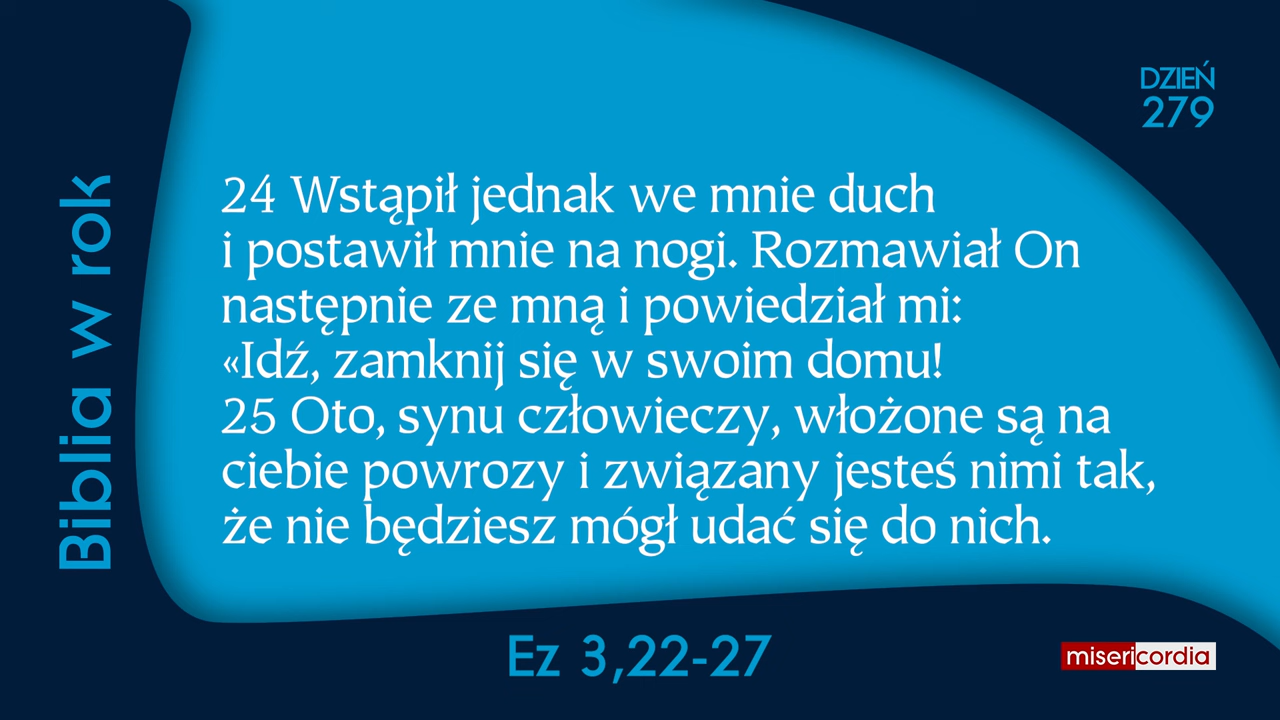 DZIEŃ
279
Biblia w rok
24 Wstąpił jednak we mnie duch
i postawił mnie na nogi. Rozmawiał On
następnie ze mną i powiedział mi:
«Idź, zamknij się w swoim domu!
25 Oto, synu człowieczy, włożone są na
ciebie powrozy i związany jesteś nimi tak,
że nie będziesz mógł udać się do nich.
Ez 3,22-27
misericordia